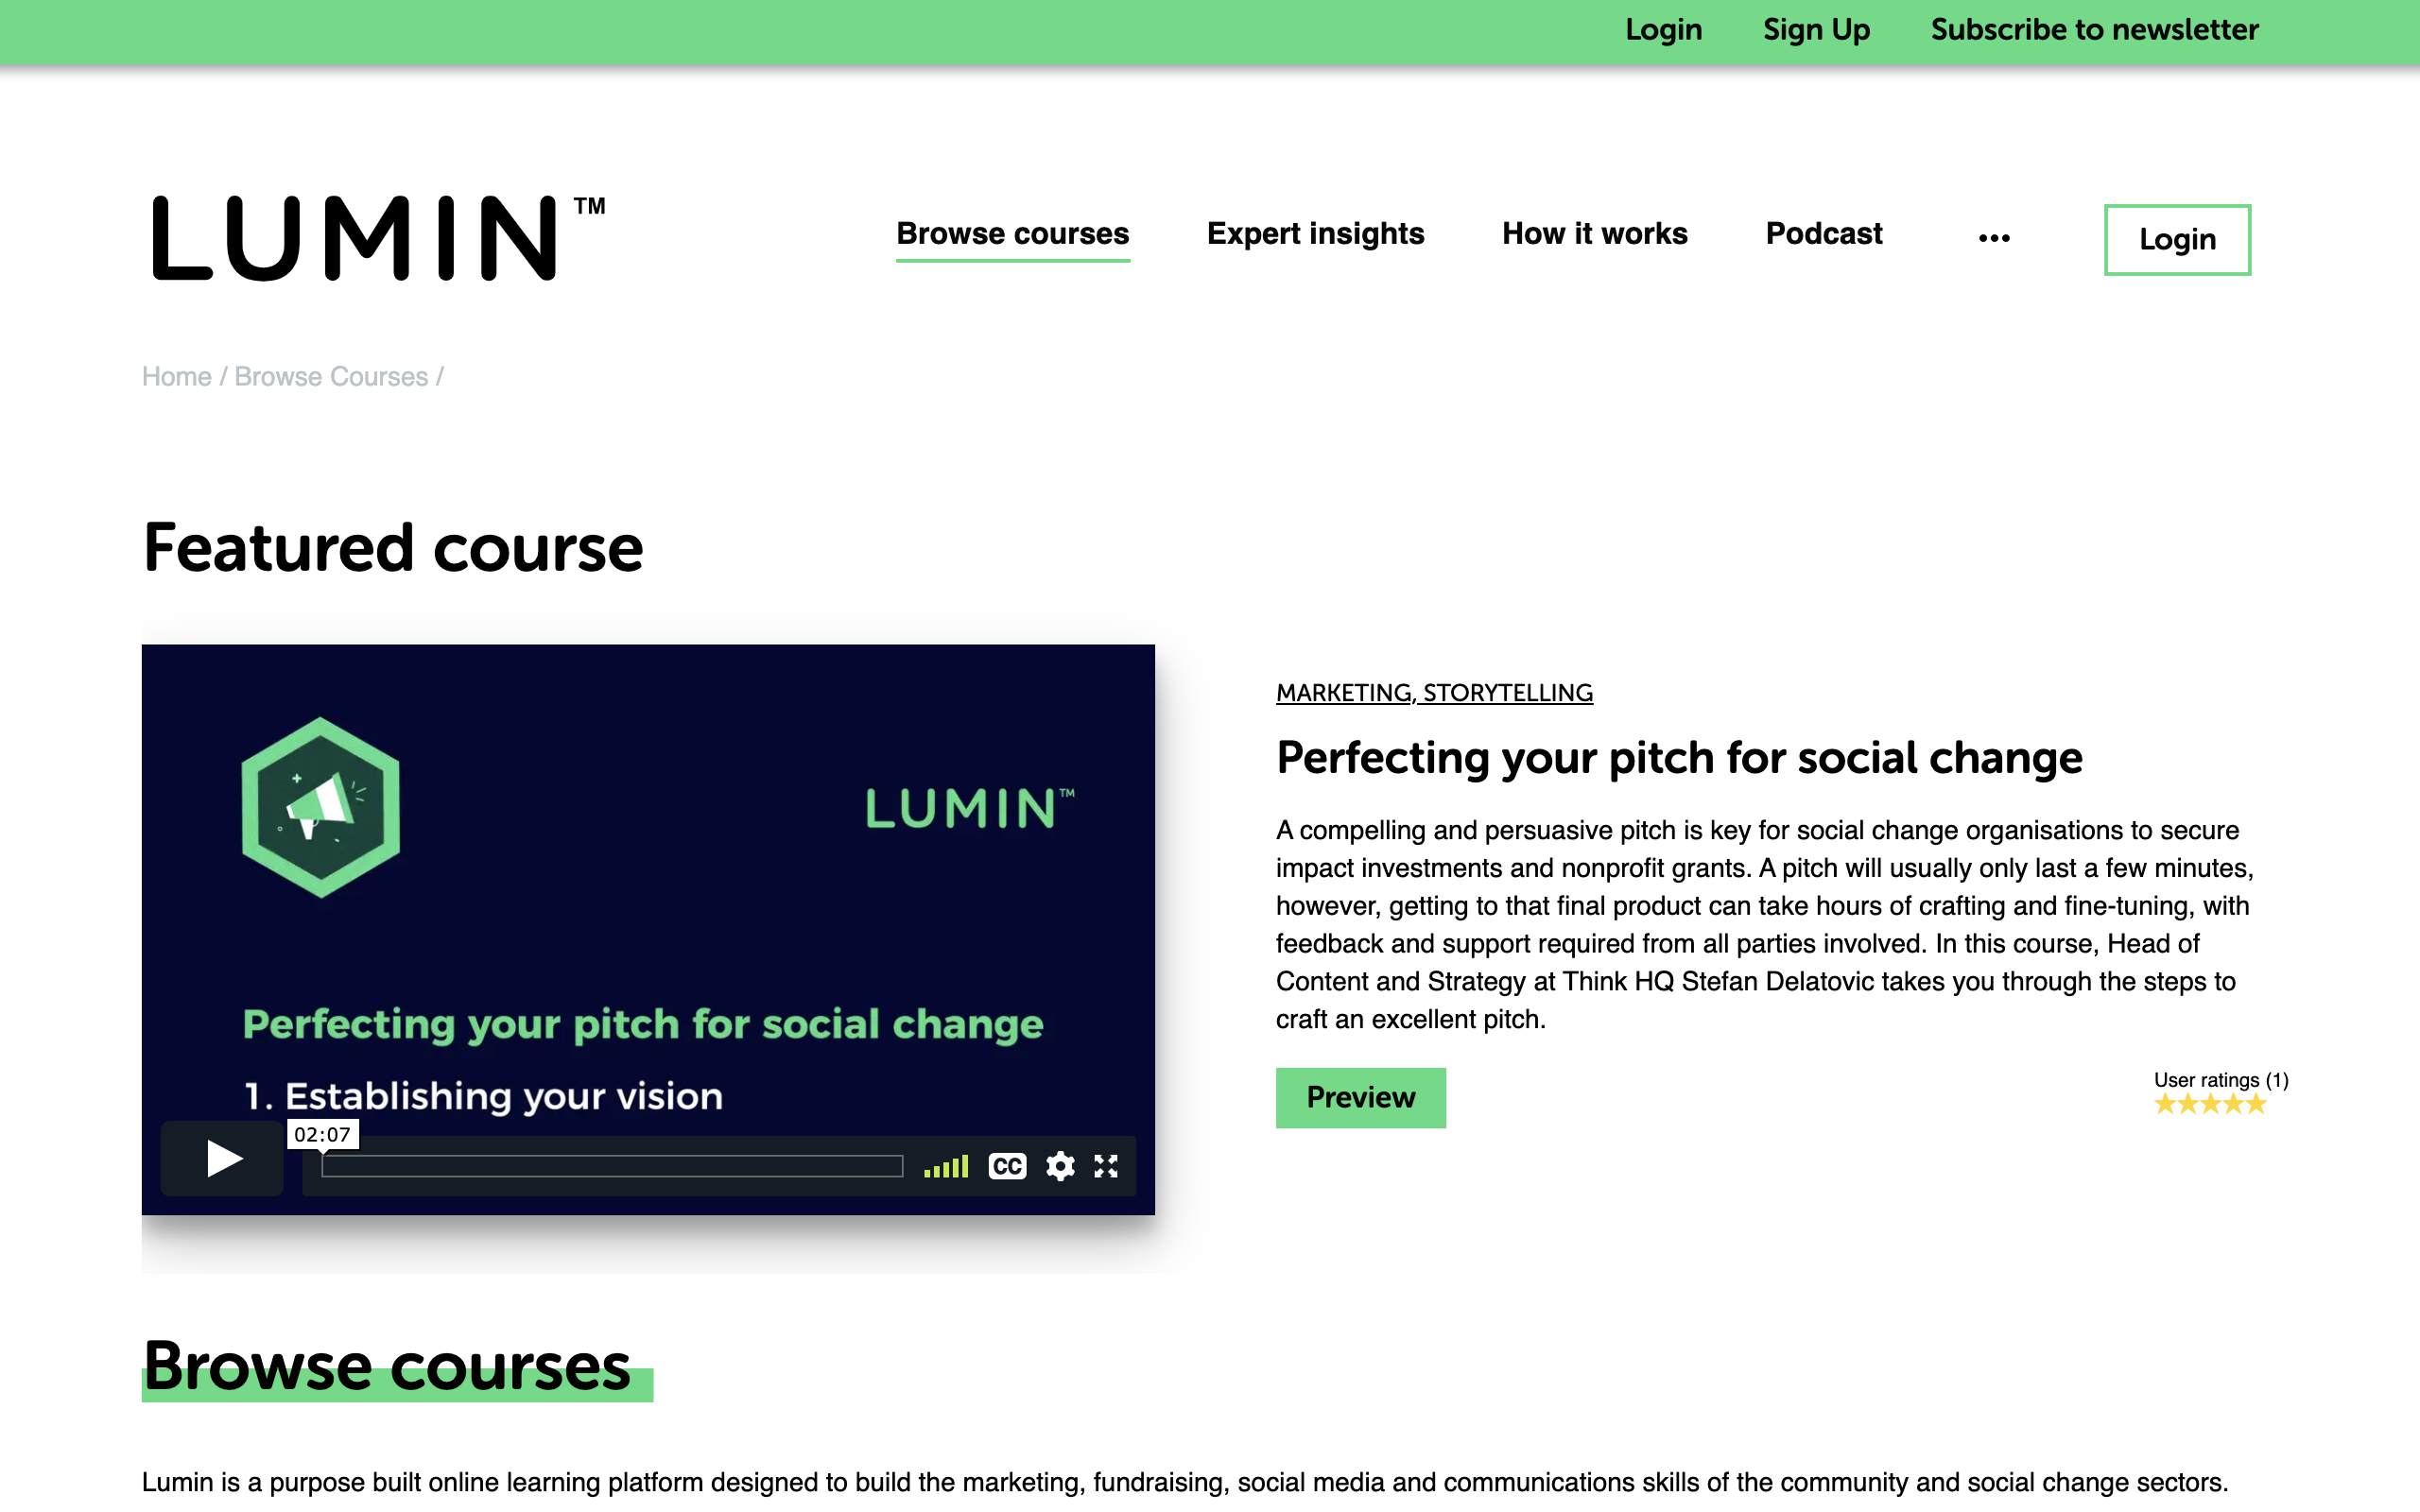 Login Sign Up Subscribe to newsletter
LUMIN™
Browse courses Expert insights How it works Podcast ••• Login
Home / Browse Courses /
Featured course
LUMIN™
Perfecting your pitch for social change
1. Establishing your vision
02:07
CC
MARKETING, STORYTELLING
Perfecting your pitch for social change
A compelling and persuasive pitch is key for social change organisations to secure
impact investments and nonprofit grants. A pitch will usually only last a few minutes,
however, getting to that final product can take hours of crafting and fine-tuning, with
feedback and support required from all parties involved. In this course, Head of
Content and Strategy at Think HQ Stefan Delatovic takes you through the steps to
craft an excellent pitch.
Preview
User ratings (1)
Browse courses
Lumin is a purpose built online learning platform designed to build the marketing, fundraising, social media and communications skills of the community and social change sectors.